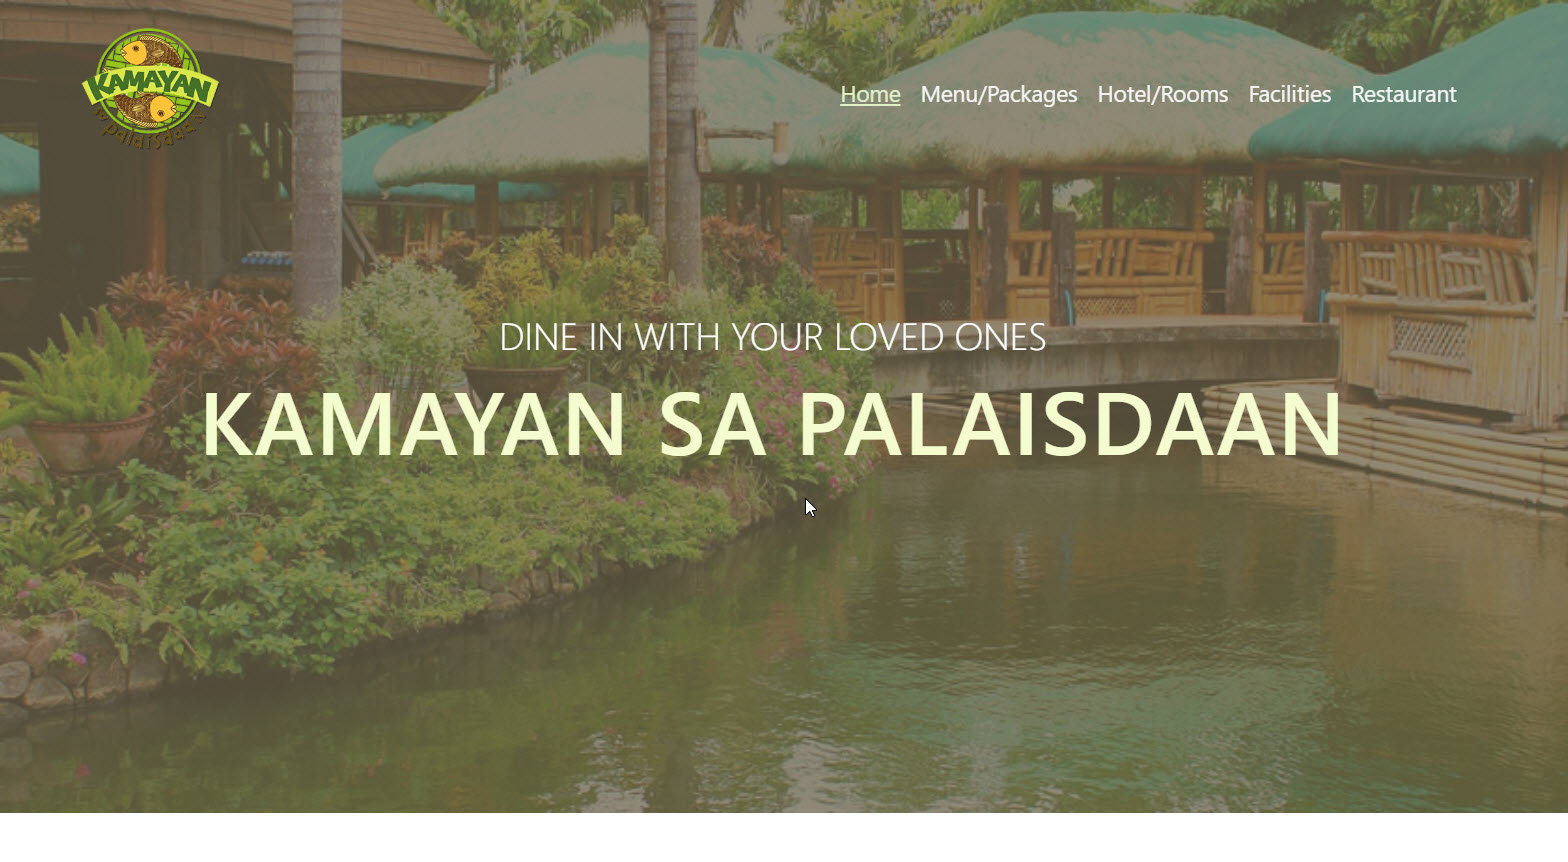 KAMAYAN
sa palaisdaan
Home Menu/Packages Hotel/Rooms Facilities Restaurant
DINE IN WITH YOUR LOVED ONES
KAMAYAN SA PALAISDAAN